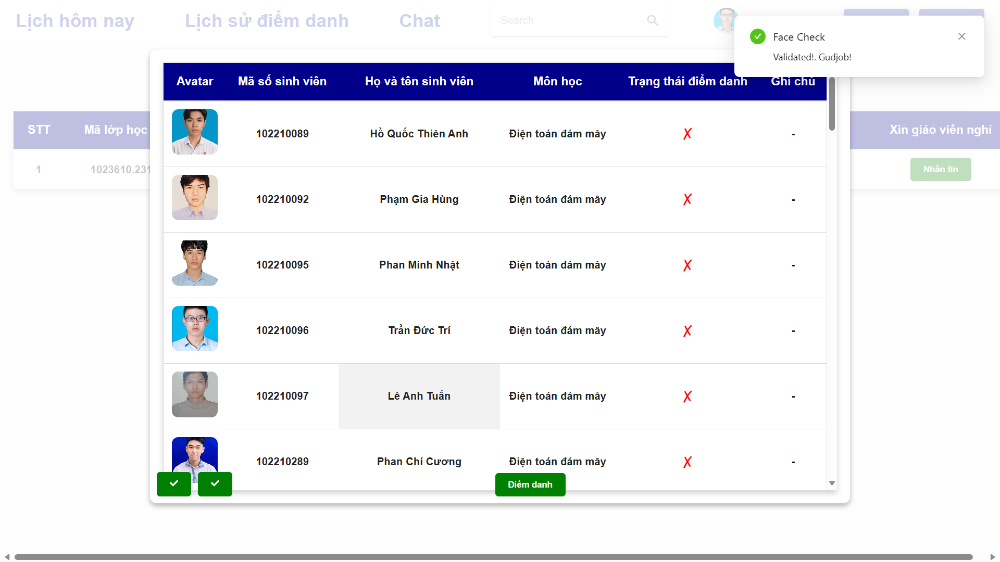 Lịch hôm nay
Lịch sử điểm danh
Chat
Search
Face Check
Validated!. Gudjob!
Avatar Mã số sinh viên Họ và tên sinh viên Môn học Trạng thái điểm danh Ghi chú
STT Mã lớp học Xin giáo viên nghỉ
1 1023610.231 Nhắn tin
102210089 Hồ Quốc Thiên Anh Điện toán đám mây ✗ -
102210092 Phạm Gia Hùng Điện toán đám mây ✗ -
102210095 Phan Minh Nhật Điện toán đám mây ✗ -
102210096 Trần Đức Trí Điện toán đám mây ✗ -
102210097 Lê Anh Tuấn Điện toán đám mây ✗ -
102210289 Phan Chí Cương Điện toán đám mây ✗ -
Điểm danh